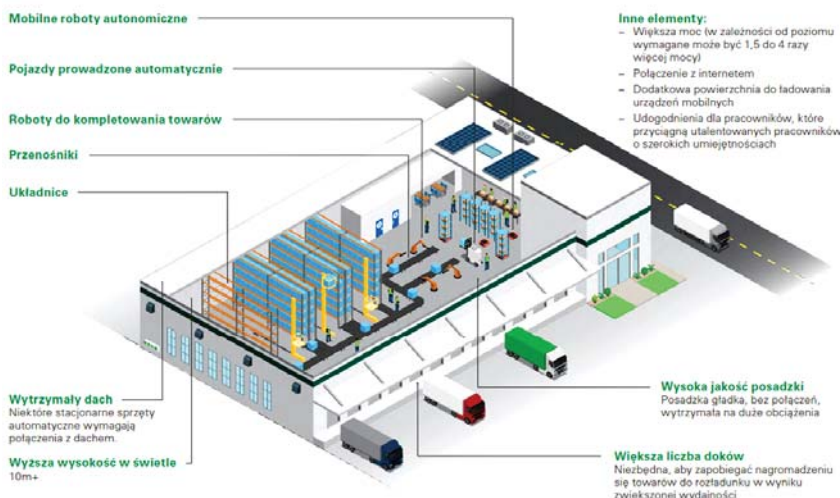 Mobilne roboty autonomiczne
Pojazdy prowadzone automatycznie
Roboty do kompletowania towarów
Przenośniki
Układnice
Inne elementy:
– Większa moc (w zależności od poziomu
wymagane może być 1,5 do 4 razy
więcej mocy)
– Połączenie z internetem
– Dodatkowa powierzchnia do ładowania
urządzeń mobilnych
– Udogodnienia dla pracowników, które
przyciągną utalentowanych pracowników
o szerokich umiejętnościach
Wytrzymały dach
Niektóre stacjonarne sprzęty
automatyczne wymagają
połączenia z dachem.
Wyższa wysokość w świetle
10m+
Wysoka jakość posadzki
Posadzka gładka, bez połączeń,
wytrzymała na duże obciążenia
Większa liczba doków
Niezbędna, aby zapobiegać nagromadzeniu
się towarów do rozładunku w wyniku
zwiększonej wydajności